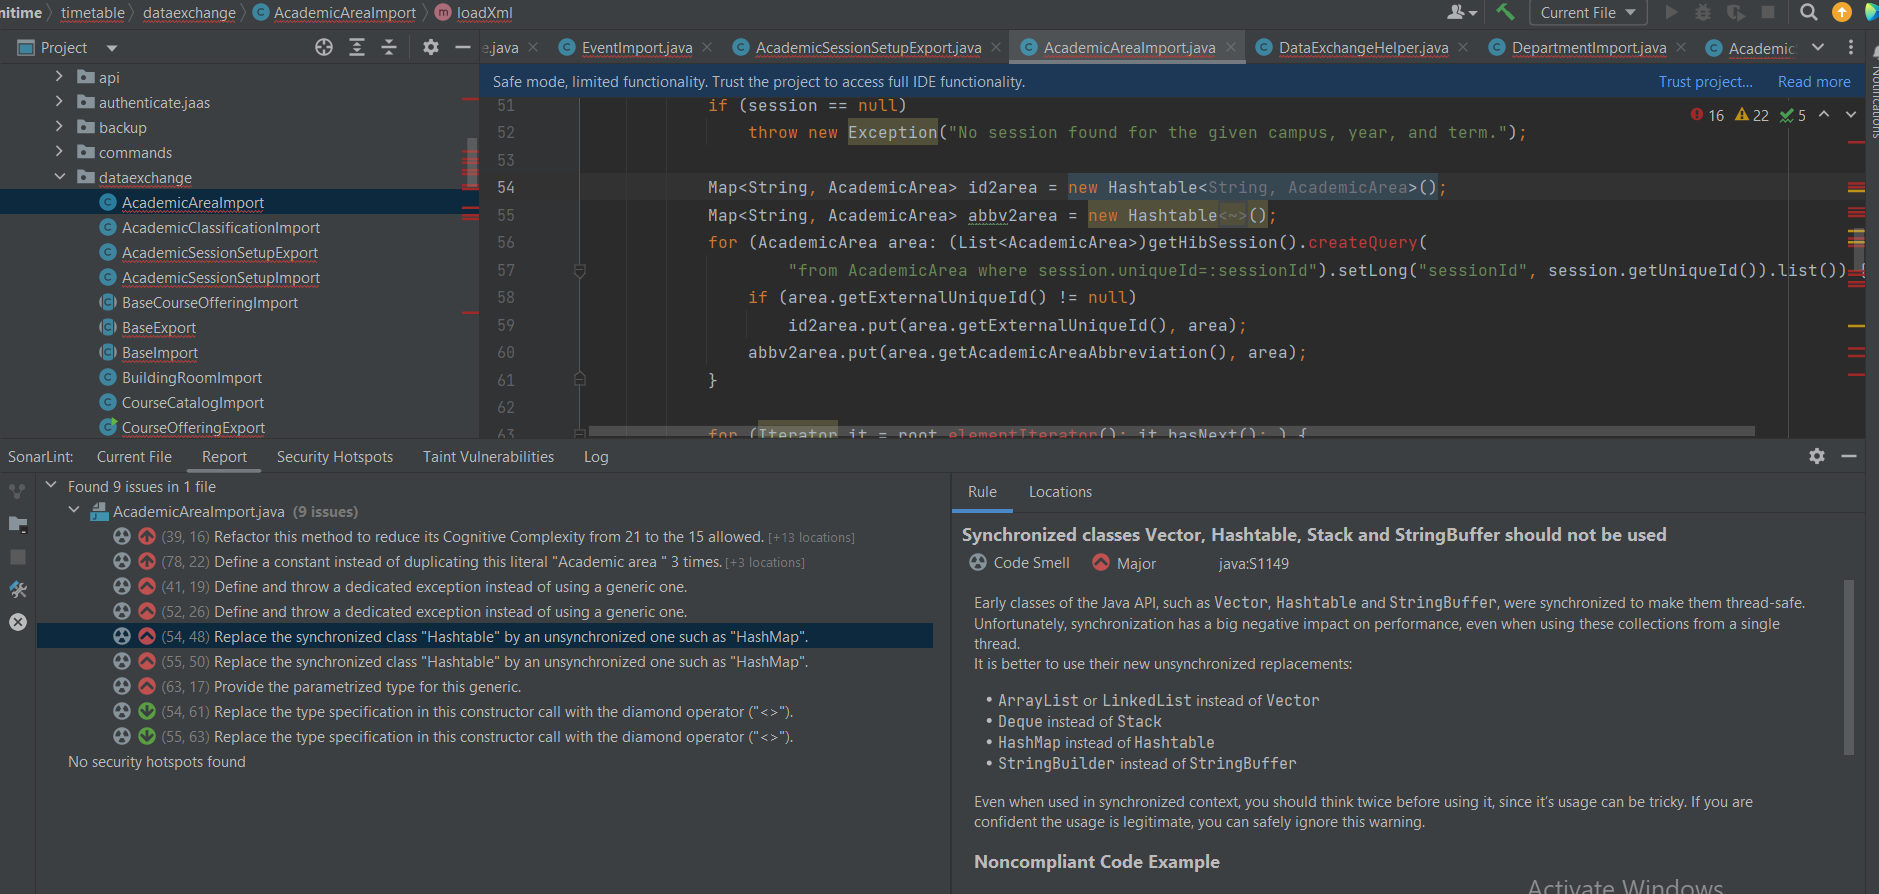 nitime timetable dataexchange AcademicAreaImport loadXml Current File
Project e.java EventImport.java AcademicSessionSetupExport.java AcademicAreaImport.java DataExchangeHelper.java DepartmentImport.java Academic
Notifications
api
authenticate.jaas
backup
commands
dataexchange
AcademicAreaImport
AcademicClassificationImport
AcademicSessionSetupExport
AcademicSessionSetupImport
BaseCourseOfferingImport
BaseExport
BaseImport
BuildingRoomImport
CourseCatalogImport
CourseOfferingExport
Safe mode, limited functionality. Trust the project to access full IDE functionality. Trust project... Read more
16 22 5
51 if (session == null)
52 throw new Exception("No session found for the given campus, year, and term.");
53
54 Map<String, AcademicArea> id2area = new Hashtable<String, AcademicArea>();
55 Map<String, AcademicArea> abbv2area = new Hashtable<~>();
56 for (AcademicArea area: (List<AcademicArea>)getHibSession().createQuery(
57 "from AcademicArea where session.uniqueId=:sessionId").setLong("sessionId", session.getUniqueId()).list()) {
58 if (area.getExternalUniqueId() != null)
59 id2area.put(area.getExternalUniqueId(), area);
60 abbv2area.put(area.getAcademicAreaAbbreviation(), area);
61 }
62
63 for (Iterator it = root.elementIterator(); it.hasNext(); ) {
SonarLint: Current File Report Security Hotspots Taint Vulnerabilities Log
Found 9 issues in 1 file
AcademicAreaImport.java (9 issues)
(39, 16) Refactor this method to reduce its Cognitive Complexity from 21 to the 15 allowed. [+13 locations]
(78, 22) Define a constant instead of duplicating this literal "Academic area " 3 times. [+3 locations]
(41, 19) Define and throw a dedicated exception instead of using a generic one.
(52, 26) Define and throw a dedicated exception instead of using a generic one.
(54, 48) Replace the synchronized class "Hashtable" by an unsynchronized one such as "HashMap".
(55, 50) Replace the synchronized class "Hashtable" by an unsynchronized one such as "HashMap".
(63, 17) Provide the parametrized type for this generic.
(54, 61) Replace the type specification in this constructor call with the diamond operator ("<>").
(55, 63) Replace the type specification in this constructor call with the diamond operator ("<>").
No security hotspots found
Rule Locations
Synchronized classes Vector, Hashtable, Stack and StringBuffer should not be used
Code Smell Major java:S1149
Early classes of the Java API, such as Vector, Hashtable and StringBuffer, were synchronized to make them thread-safe.
Unfortunately, synchronization has a big negative impact on performance, even when using these collections from a single
thread.
It is better to use their new unsynchronized replacements:
• ArrayList or LinkedList instead of Vector
• Deque instead of Stack
• HashMap instead of Hashtable
• StringBuilder instead of StringBuffer
Even when used in synchronized context, you should think twice before using it, since it's usage can be tricky. If you are
confident the usage is legitimate, you can safely ignore this warning.
Noncompliant Code Example
Activate Windows